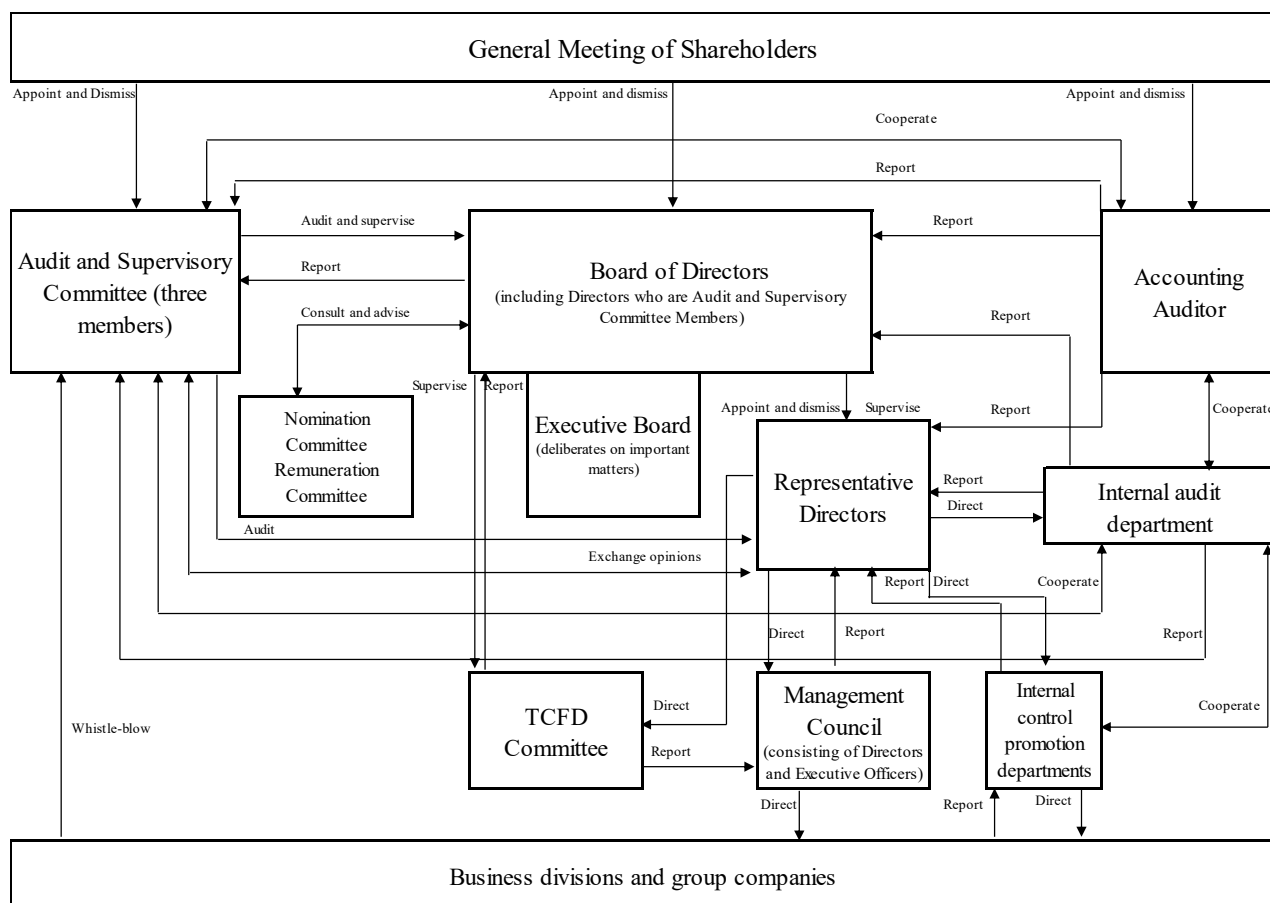 General Meeting of Shareholders
Appoint and Dismiss
Appoint and dismiss
Appoint and dismiss
Cooperate
Report
Audit and Supervisory
Committee (three
members)
Audit and supervise
Report
Consult and advise
Board of Directors
(including Directors who are Audit and Supervisory
Committee Members)
Report
Report
Accounting
Auditor
Nomination
Committee
Remuneration
Committee
Supervise
Report
Executive Board
(deliberates on important
matters)
Appoint and dismiss
Supervise
Report
Cooperate
Representative
Directors
Report
Direct
Internal audit
department
Audit
Exchange opinions
Report
Direct
Cooperate
Direct
Report
Report
Whistle-blow
TCFD
Committee
Direct
Report
Management
Council
(consisting of Directors
and Executive Officers)
Internal
control
promotion
departments
Cooperate
Direct
Report
Direct
Business divisions and group companies